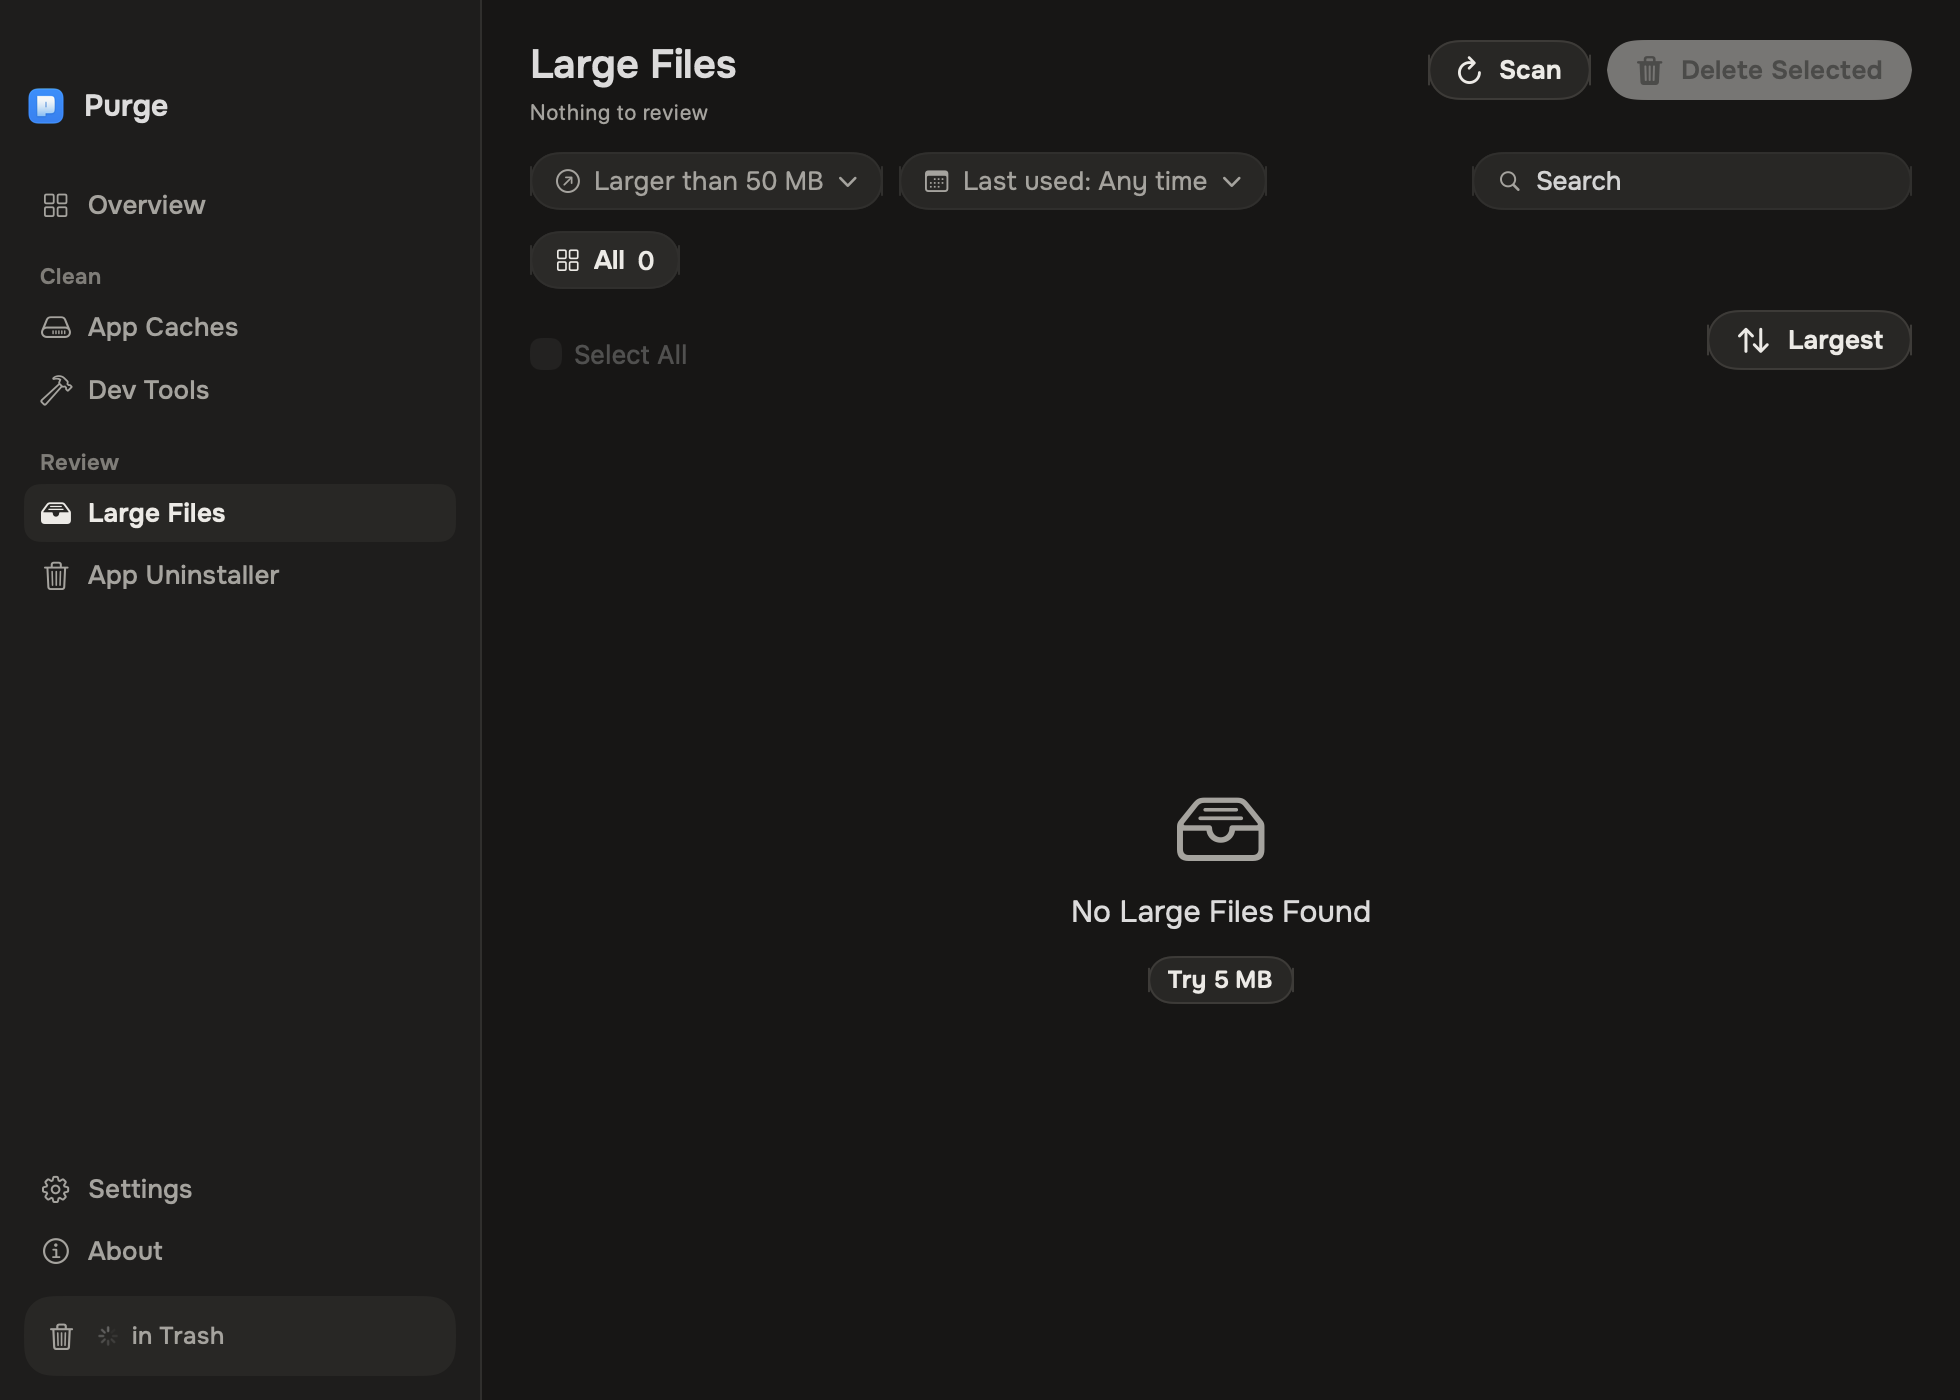 Purge
Overview
Clean
App Caches
Dev Tools
Review
Large Files
App Uninstaller
Settings
About
in Trash
Large Files
Nothing to review
Scan
Delete Selected
Larger than 50 MB
Last used: Any time
Search
All 0
Select All
Largest
No Large Files Found
Try 5 MB